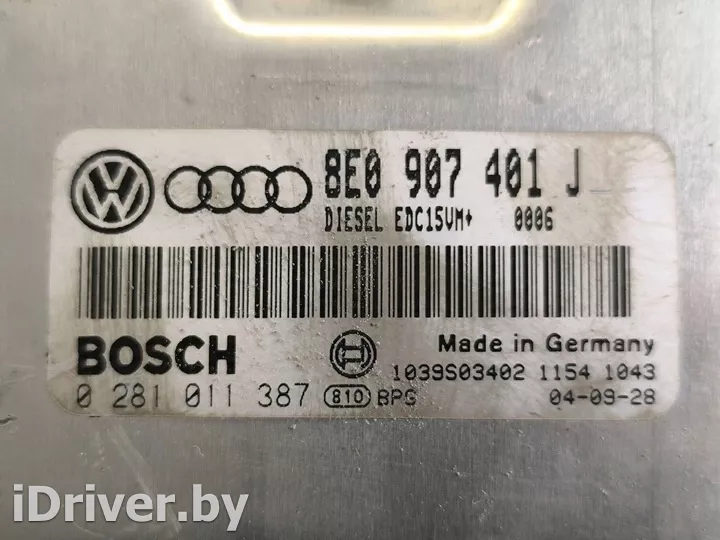 8E0 907 401 J
DIESEL EDC15VM+ 0006
BOSCH
Made in Germany
0 281 011 387
810
BPG
1039S03402 1154 1043
04-09-28
iDriver.by